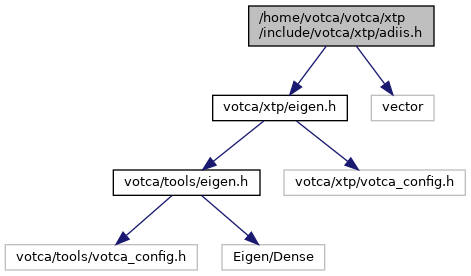 /home/votca/votca/xtp
/include/votca/xtp/adiis.h
votca/xtp/eigen.h
vector
votca/tools/eigen.h
votca/xtp/votca_config.h
votca/tools/votca_config.h
Eigen/Dense